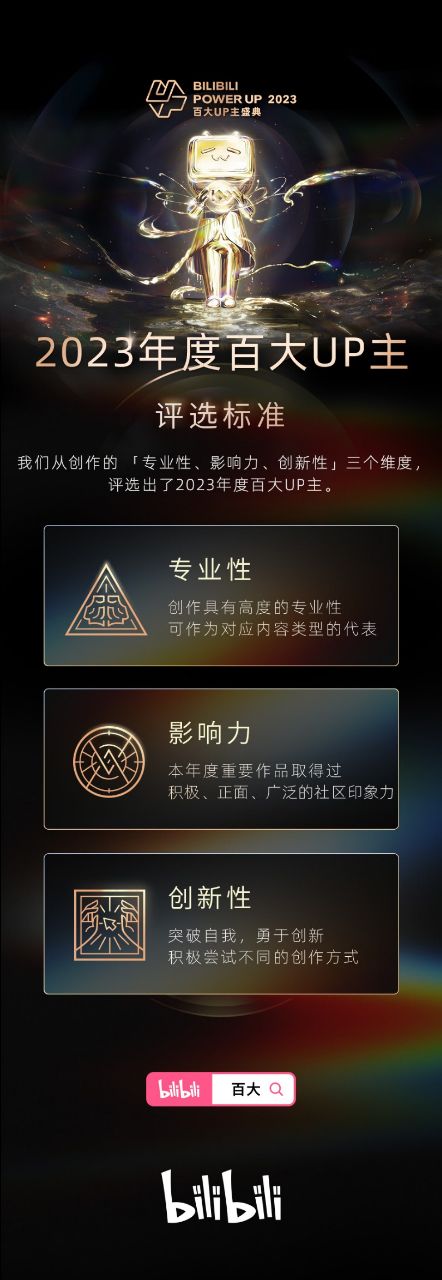 BILIBILI
POWER UP 2023
百大UP主盛典
2023年度百大UP主
评选标准
我们从创作的「专业性、影响力、创新性」三个维度，
评选出了2023年度百大UP主。
专业性
创作具有高度的专业性
可作为对应内容类型的代表
影响力
本年度重要作品取得过
积极、正面、广泛的社区印象力
创新性
突破自我，勇于创新
积极尝试不同的创作方式
bilibili 百大
bilibili